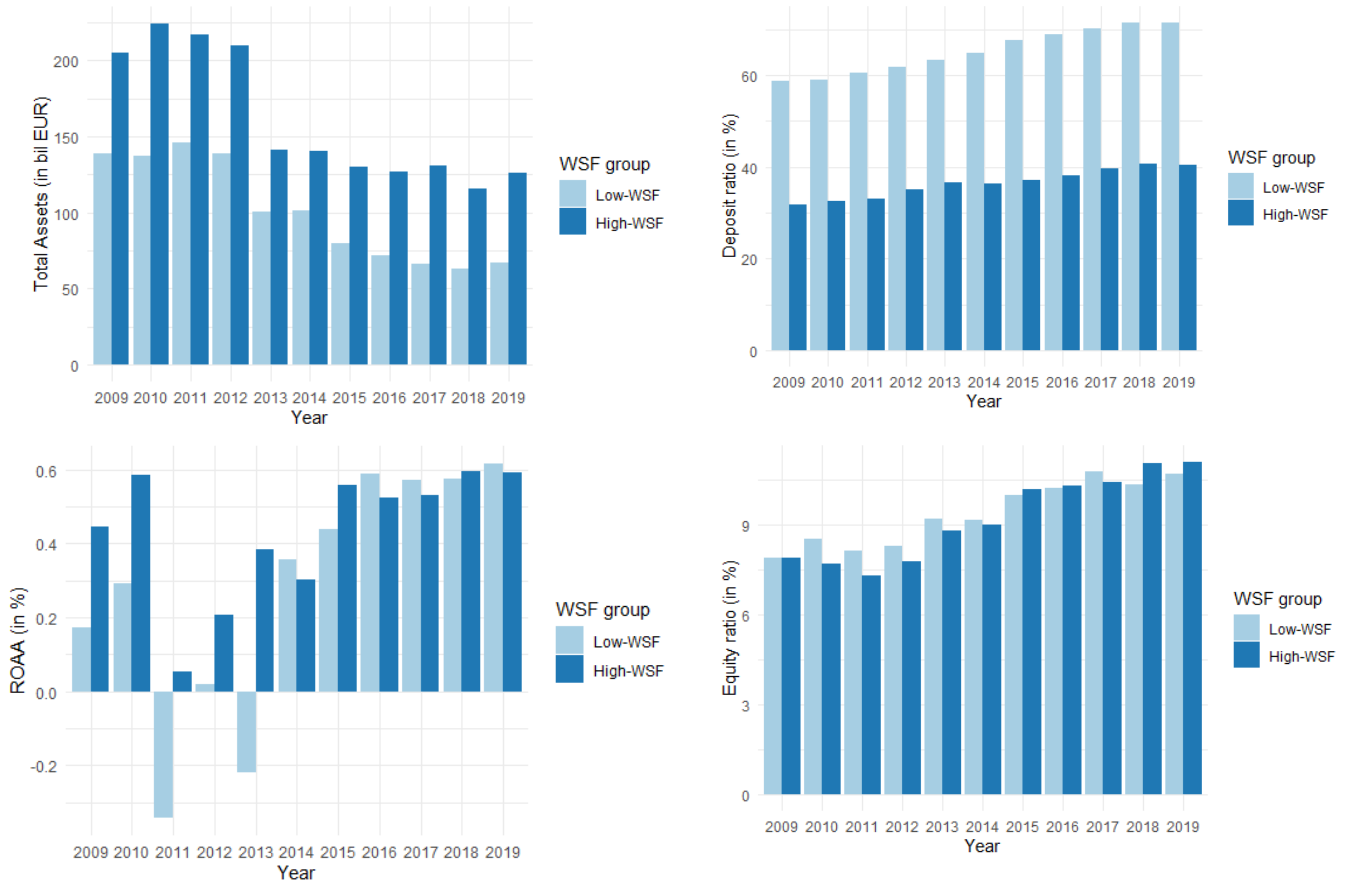 Total Assets (in bil EUR)
200
150
100
50
0
2009 2010 2011 2012 2013 2014 2015 2016 2017 2018 2019
Year
WSF group
Low-WSF
High-WSF
Deposit ratio (in %)
60
40
20
0
2009 2010 2011 2012 2013 2014 2015 2016 2017 2018 2019
Year
WSF group
Low-WSF
High-WSF
ROAA (in %)
0.6
0.4
0.2
0.0
-0.2
2009 2010 2011 2012 2013 2014 2015 2016 2017 2018 2019
Year
WSF group
Low-WSF
High-WSF
Equity ratio (in %)
9
6
3
0
2009 2010 2011 2012 2013 2014 2015 2016 2017 2018 2019
Year
WSF group
Low-WSF
High-WSF